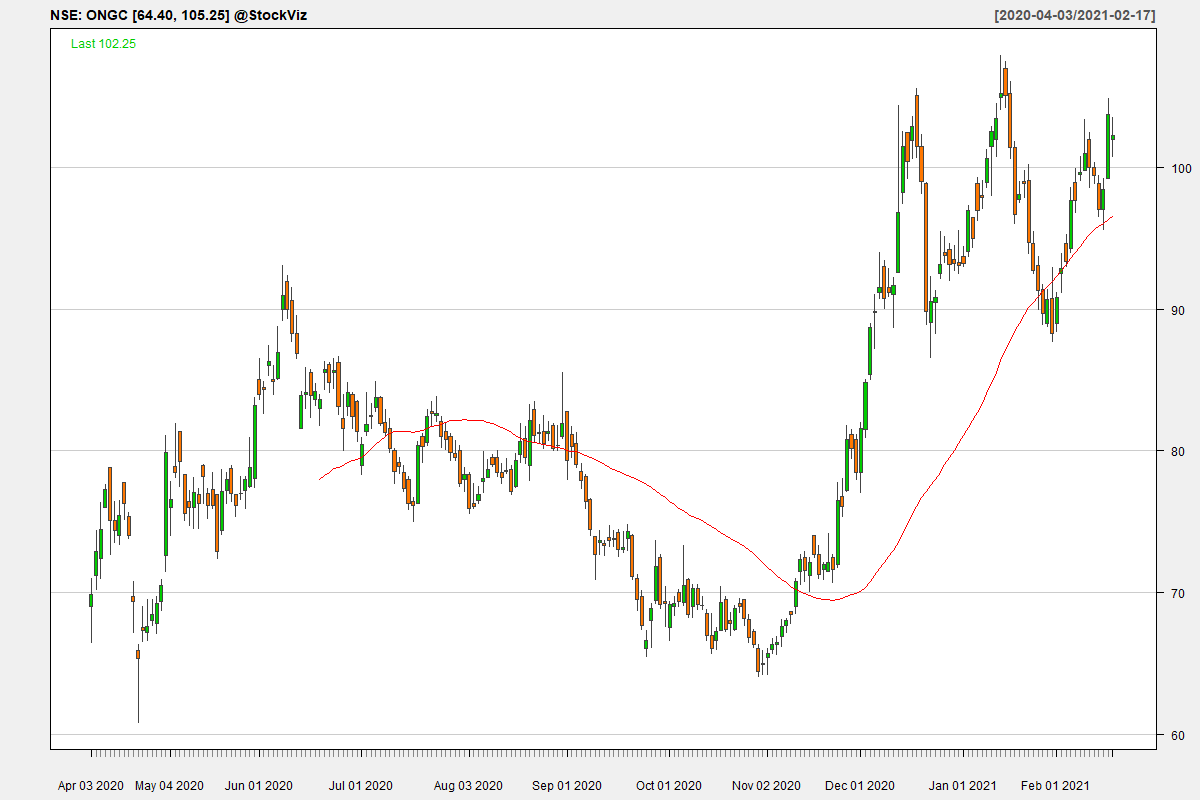 NSE: ONGC [64.40, 105.25] @StockViz [2020-04-03/2021-02-17]
Last 102.25
100
90
80
70
60
Apr 03 2020 May 04 2020 Jun 01 2020 Jul 01 2020 Aug 03 2020 Sep 01 2020 Oct 01 2020 Nov 02 2020 Dec 01 2020 Jan 01 2021 Feb 01 2021